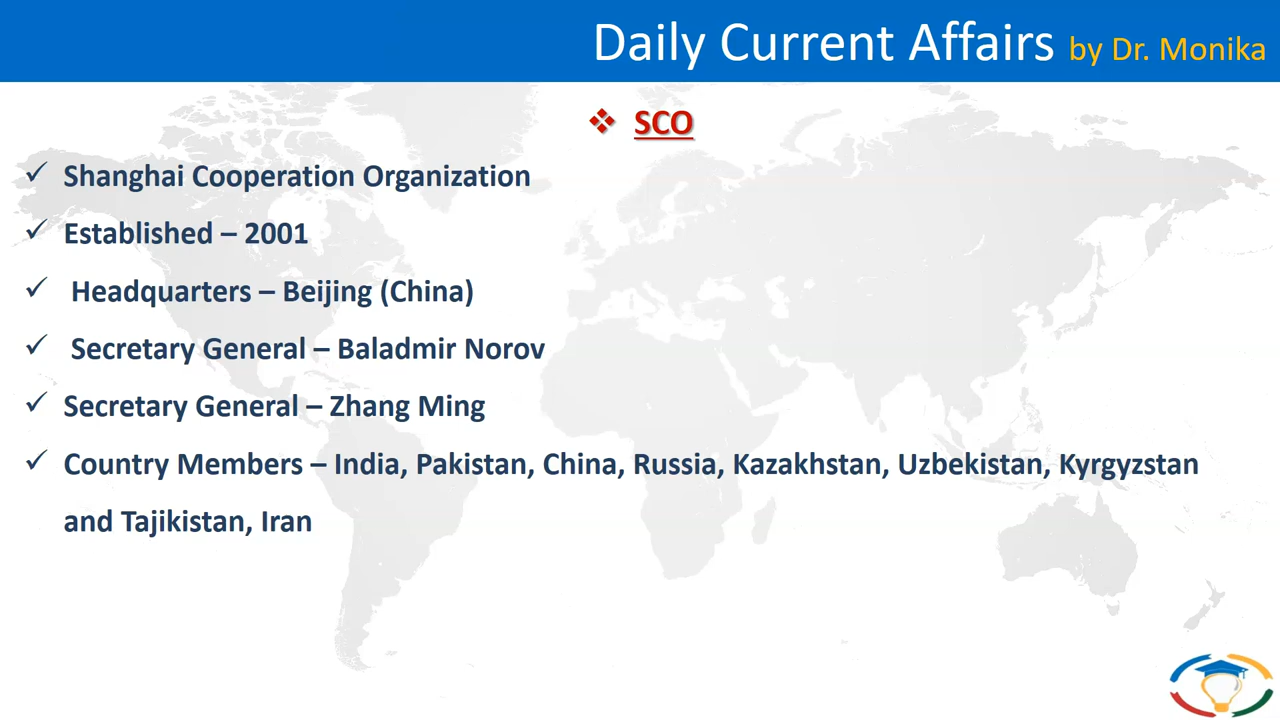 Daily Current Affairs by Dr. Monika
❖ SCO
✓ Shanghai Cooperation Organization
✓ Established – 2001
✓ Headquarters – Beijing (China)
✓ Secretary General – Baladmir Norov
✓ Secretary General – Zhang Ming
✓ Country Members – India, Pakistan, China, Russia, Kazakhstan, Uzbekistan, Kyrgyzstan
and Tajikistan, Iran